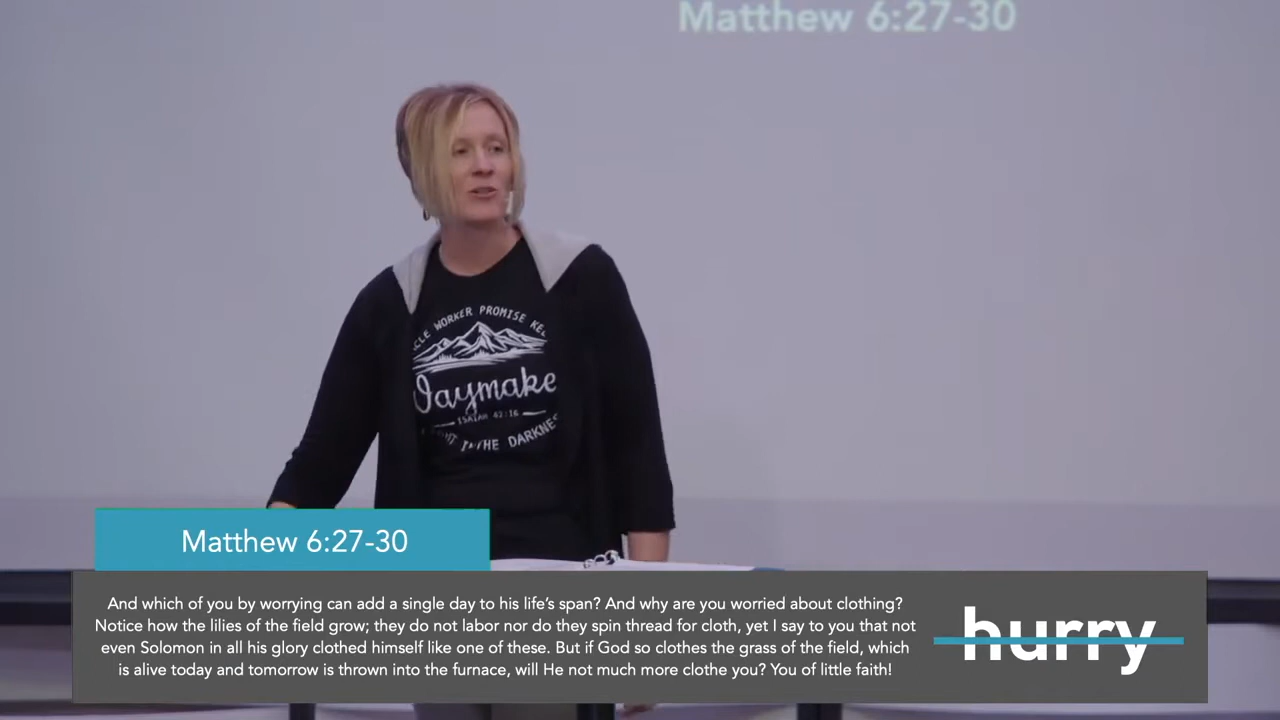 Matthew 6:27-30
WORKER PROMISE
ISAIAH 42:16
IN THE
Matthew 6:27-30
And which of you by worrying can add a single day to his life’s span? And why are you worried about clothing?
Notice how the lilies of the field grow; they do not labor nor do they spin thread for cloth, yet I say to you that not
even Solomon in all his glory clothed himself like one of these. But if God so clothes the grass of the field, which
is alive today and tomorrow is thrown into the furnace, will He not much more clothe you? You of little faith!
hurry